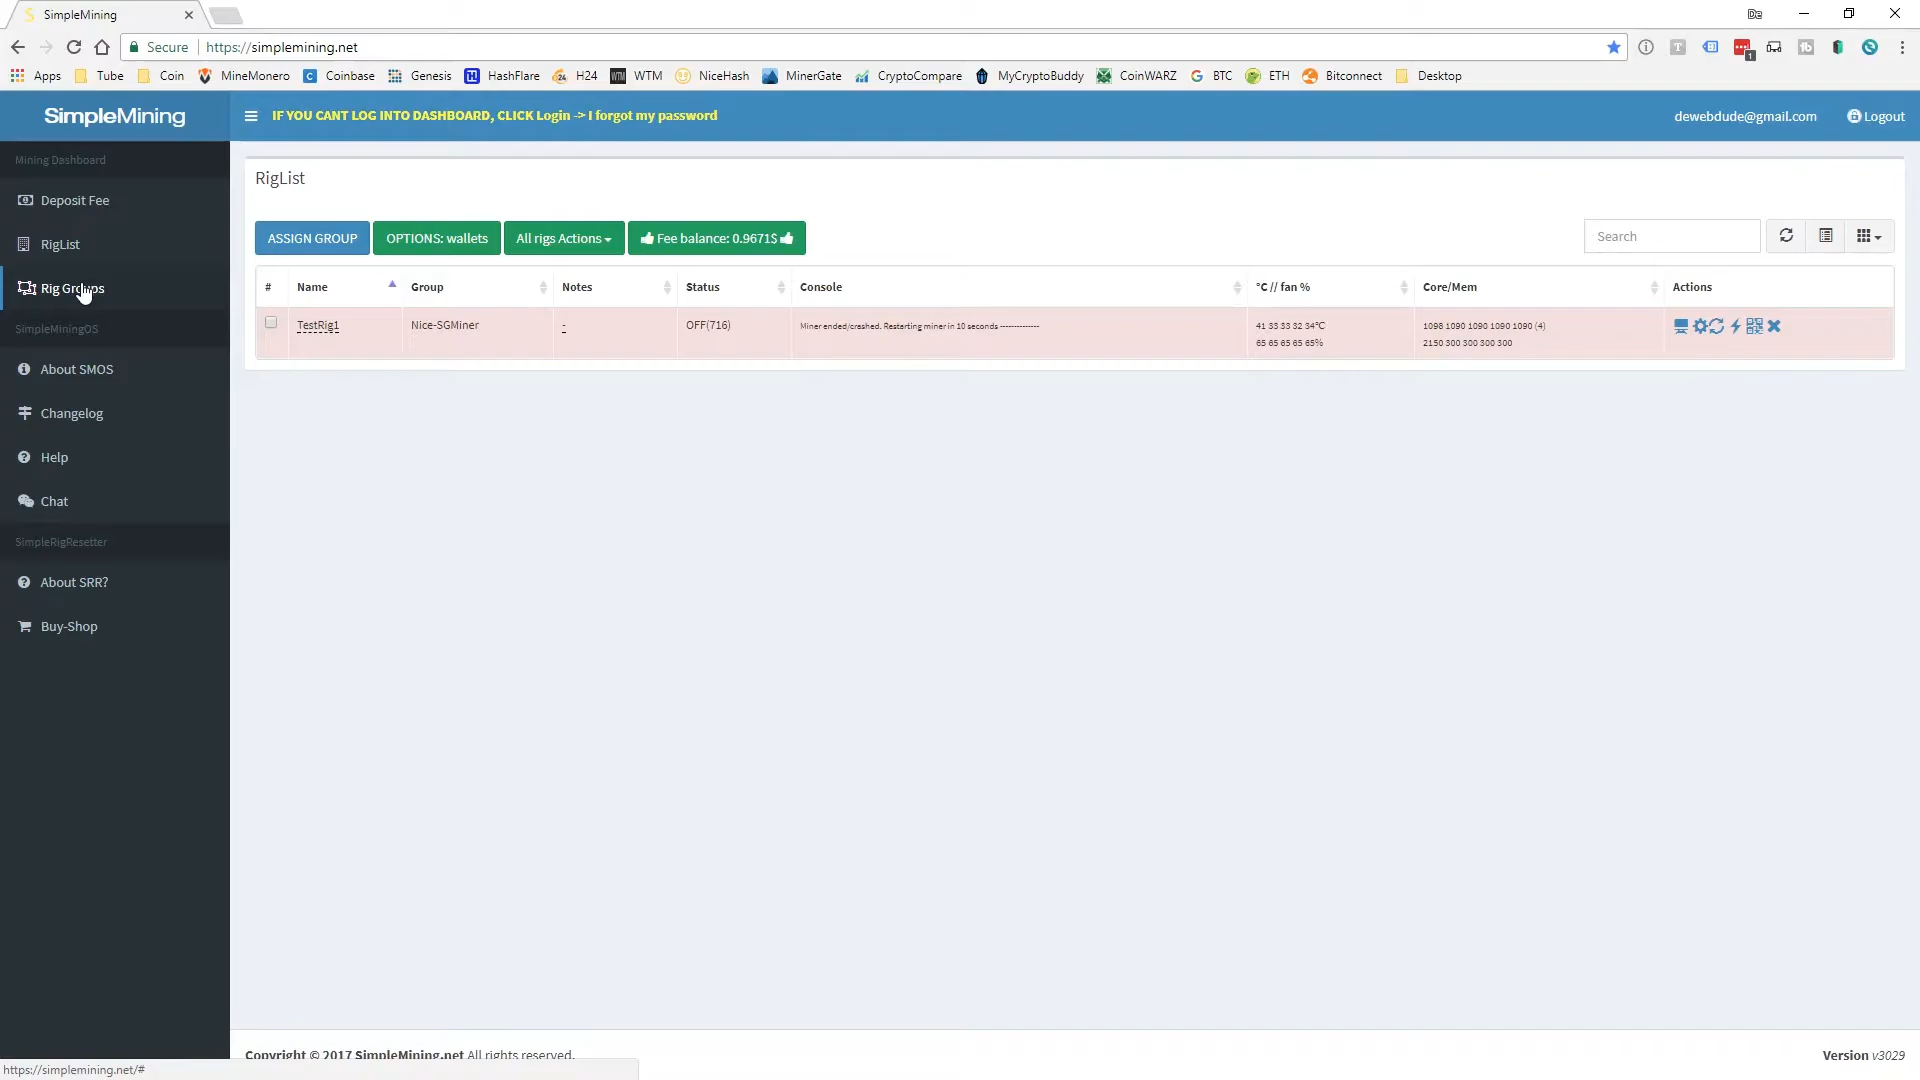 SimpleMining
Secure https://simplemining.net
Apps Tube Coin MineMonero Coinbase Genesis HashFlare H24 WTM NiceHash MinerGate CryptoCompare MyCryptoBuddy CoinWARZ BTC ETH Bitconnect Desktop
SimpleMining
IF YOU CANT LOG INTO DASHBOARD, CLICK Login -> I forgot my password
dewebdude@gmail.com Logout
Mining Dashboard
Deposit Fee
RigList
Rig Groups
SimpleMiningOS
About SMOS
Changelog
Help
Chat
SimpleRigResetter
About SRR?
Buy-Shop
RigList
ASSIGN GROUP OPTIONS: wallets All rigs Actions Fee balance: 0.9671$
Search
# Name Group Notes Status Console °C // fan % Core/Mem Actions
TestRig1 Nice-SGMiner - OFF(716) Miner ended/crashed. Restarting miner in 10 seconds -------------- 41 33 33 32 34°C 1098 1090 1090 1090 1090 (4)
65 65 65 65 65% 2150 300 300 300 300
Copyright © 2017 SimpleMining.net All rights reserved.
Version v3029
https://simplemining.net/#